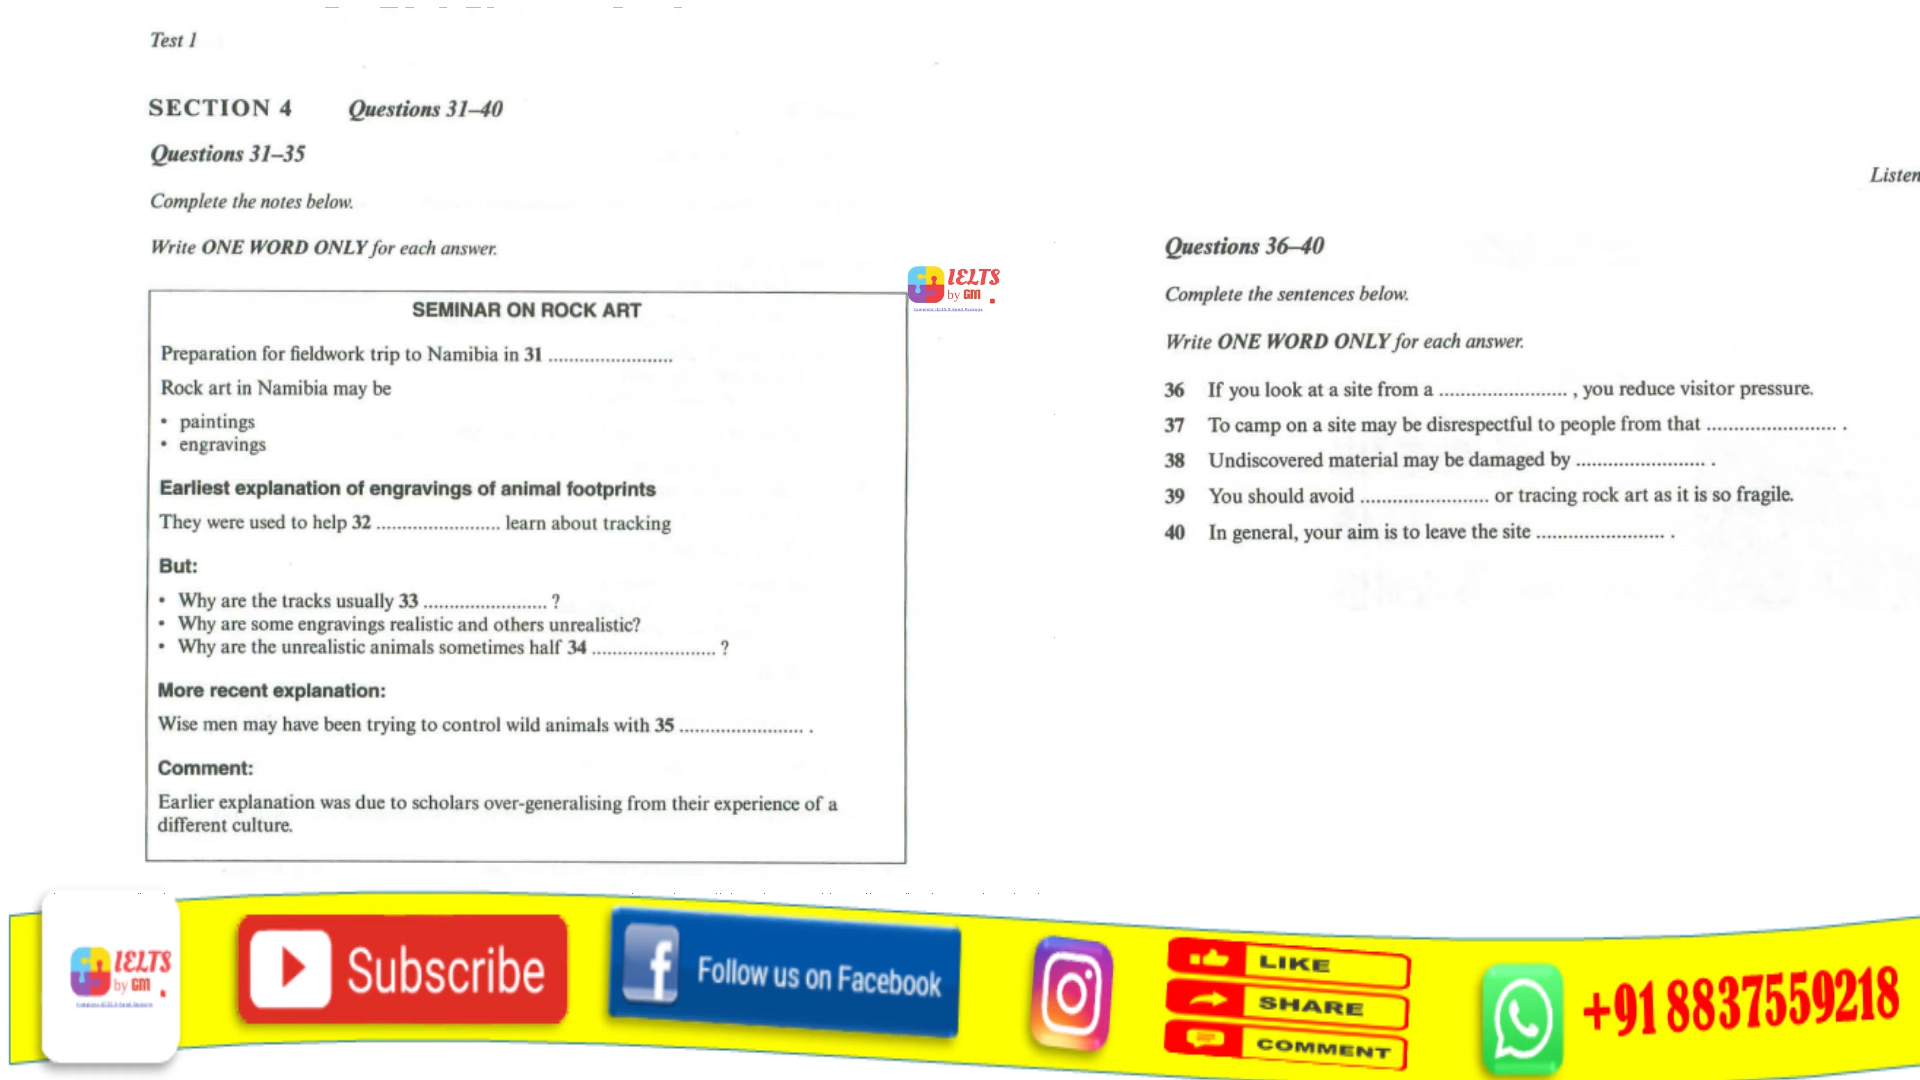 Test 1
SECTION 4 Questions 31–40
Questions 31–35
Complete the notes below.
Write ONE WORD ONLY for each answer.
SEMINAR ON ROCK ART
Preparation for fieldwork trip to Namibia in 31 ........................
Rock art in Namibia may be
• paintings
• engravings
Earliest explanation of engravings of animal footprints
They were used to help 32 ........................ learn about tracking
But:
• Why are the tracks usually 33 ........................ ?
• Why are some engravings realistic and others unrealistic?
• Why are the unrealistic animals sometimes half 34 ........................ ?
More recent explanation:
Wise men may have been trying to control wild animals with 35 ........................ .
Comment:
Earlier explanation was due to scholars over-generalising from their experience of a
different culture.
IELTS
by GM
Listen
Questions 36–40
Complete the sentences below.
Write ONE WORD ONLY for each answer.
36 If you look at a site from a ........................ , you reduce visitor pressure.
37 To camp on a site may be disrespectful to people from that ........................ .
38 Undiscovered material may be damaged by ........................ .
39 You should avoid ........................ or tracing rock art as it is so fragile.
40 In general, your aim is to leave the site ........................ .
IELTS
by GM
Subscribe
Follow us on Facebook
LIKE
SHARE
COMMENT
+91 8837559218